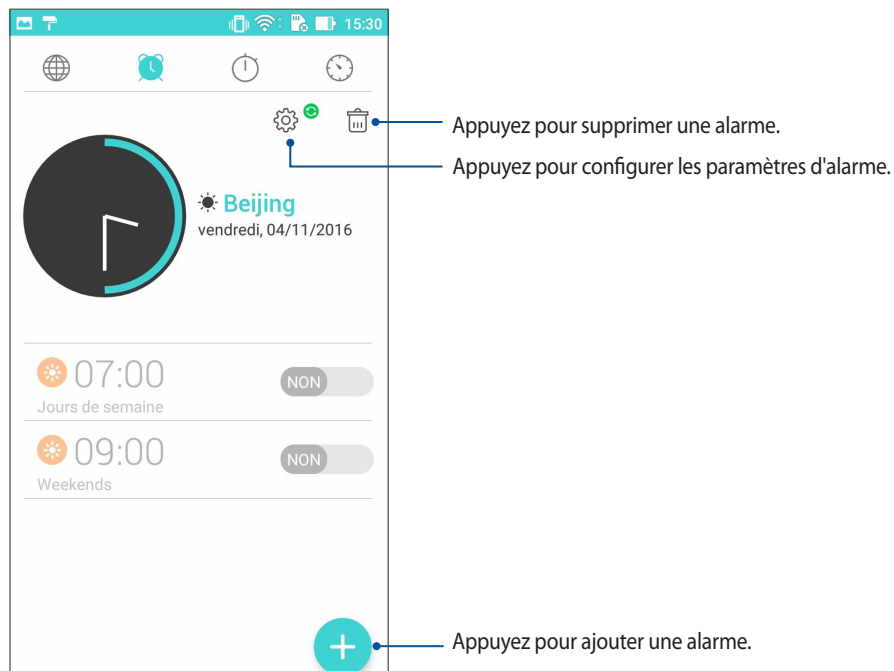 15:30
Appuyez pour supprimer une alarme.
Appuyez pour configurer les paramètres d'alarme.
Beijing
vendredi, 04/11/2016
07:00
NON
Jours de semaine
09:00
NON
Weekends
Appuyez pour ajouter une alarme.